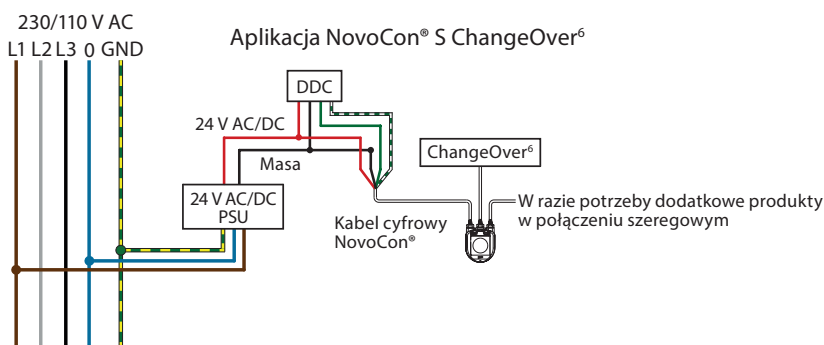 230/110 V AC
L1 L2 L3 0 GND
Aplikacja NovoCon® S ChangeOver⁶
DDC
24 V AC/DC
Masa
ChangeOver⁶
24 V AC/DC
PSU
Kabel cyfrowy
NovoCon®
W razie potrzeby dodatkowe produkty
w połączeniu szeregowym